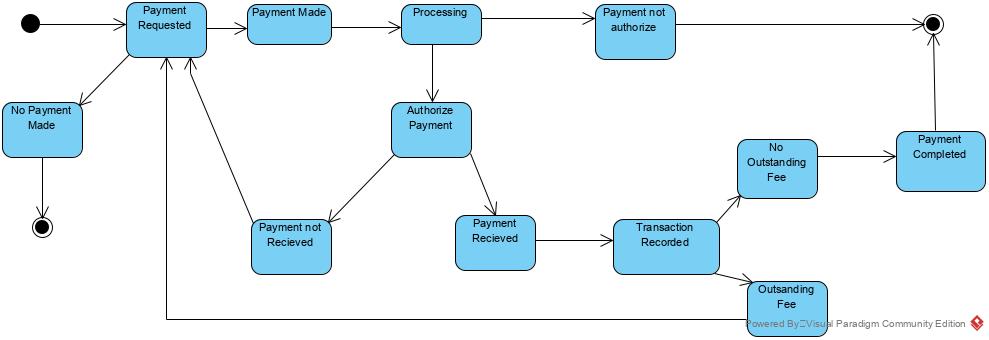 Payment
Requested
Payment Made
Processing
Payment not
authorize
No Payment
Made
Authorize
Payment
No
Outstanding
Fee
Payment
Completed
Payment not
Recieved
Payment
Recieved
Transaction
Recorded
Outsanding
Fee
Powered By Visual Paradigm Community Edition